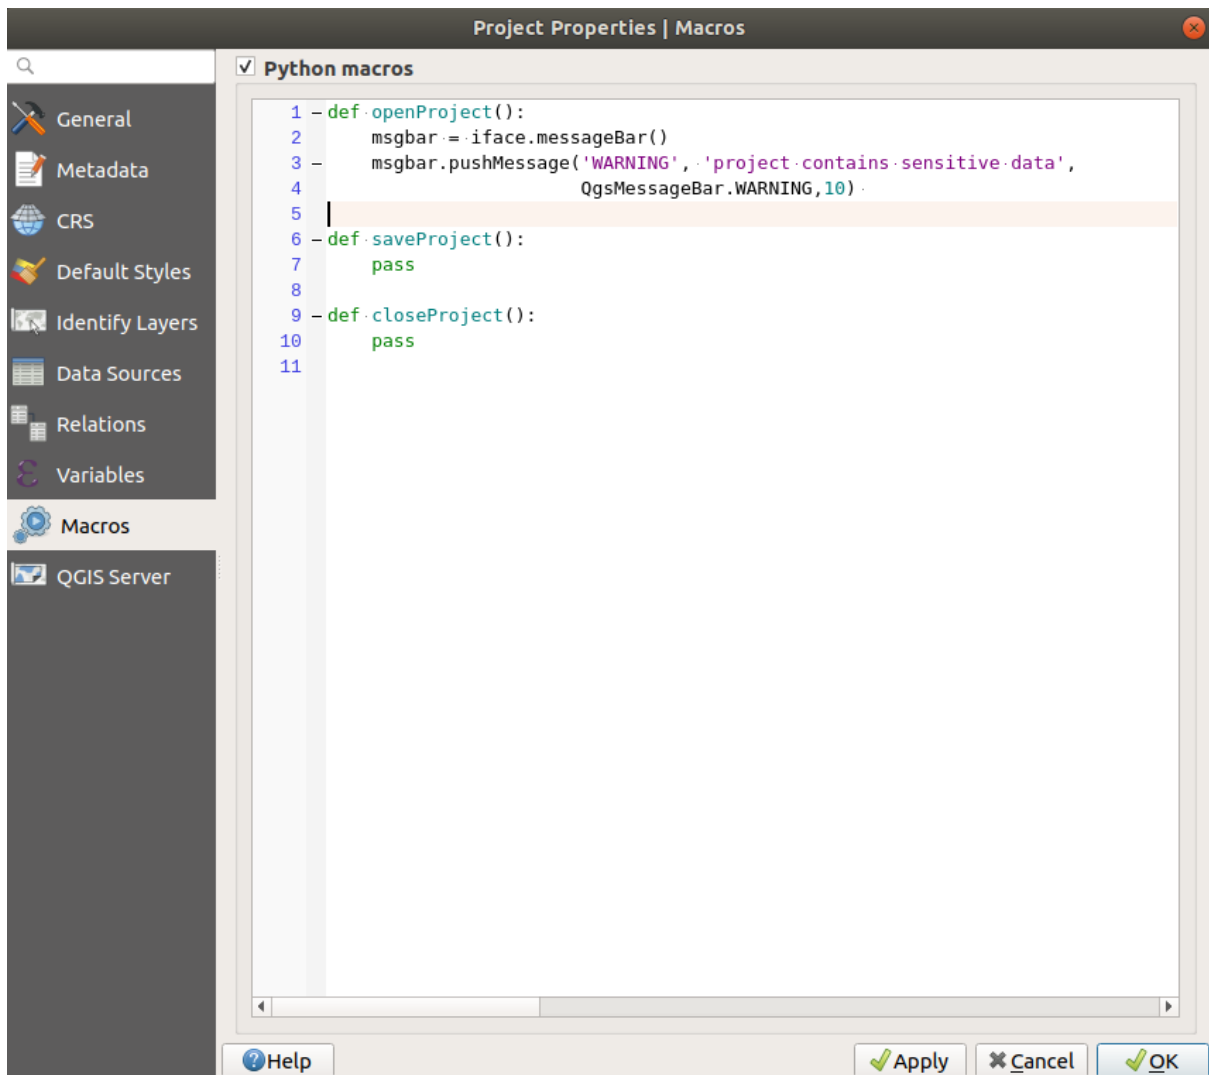 Project Properties | Macros
General
Metadata
CRS
Default Styles
Identify Layers
Data Sources
Relations
Variables
Macros
QGIS Server
Python macros
1 def openProject():
2     msgbar = iface.messageBar()
3     msgbar.pushMessage('WARNING', 'project contains sensitive data',
4                        QgsMessageBar.WARNING,10)
5
6 def saveProject():
7     pass
8
9 def closeProject():
10     pass
11
Help
Apply
Cancel
OK